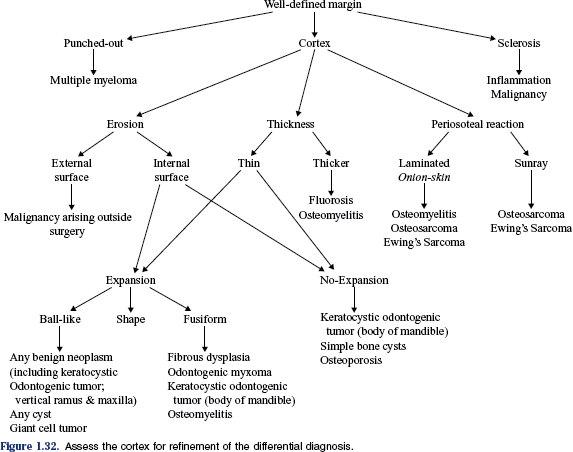 Well-defined margin
Punched-out
Cortex
Sclerosis
Multiple myeloma
Inflammation
Malignancy
Erosion
Thickness
Periosoteal reaction
External
surface
Internal
surface
Thin
Thicker
Laminated
Onion-skin
Sunray
Malignancy arising outside
surgery
Fluorosis
Osteomyelitis
Osteomyelitis
Osteosarcoma
Ewing's Sarcoma
Osteosarcoma
Ewing's Sarcoma
Expansion
No-Expansion
Ball-like
Shape
Fusiform
Keratocystic odontogenic
tumor (body of mandible)
Simple bone cysts
Osteoporosis
Any benign neoplasm
(including keratocystic
Odontogenic tumor;
vertical ramus & maxilla)
Any cyst
Giant cell tumor
Fibrous dysplasia
Odontogenic myxoma
Keratocystic odontogenic
tumor (body of mandible)
Osteomyelitis
Figure 1.32. Assess the cortex for refinement of the differential diagnosis.